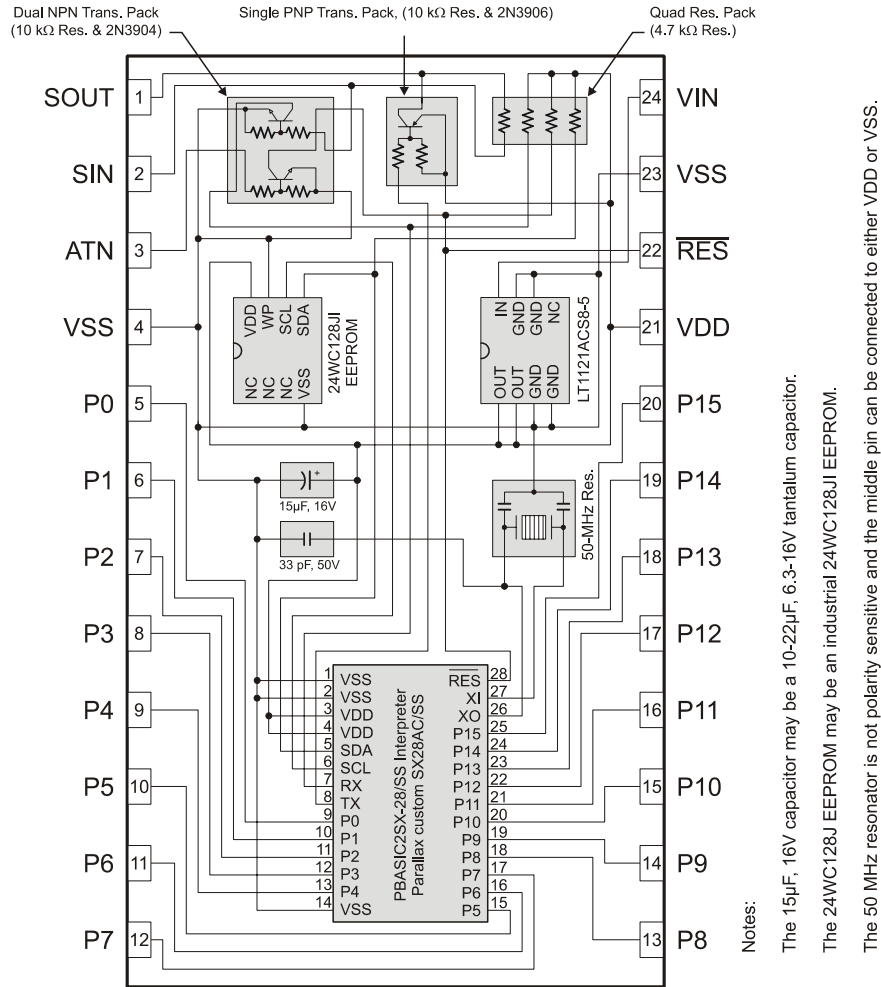 Dual NPN Trans. Pack
(10 kΩ Res. & 2N3904)
Single PNP Trans. Pack, (10 kΩ Res. & 2N3906)
Quad Res. Pack
(4.7 kΩ Res.)
SOUT 1
SIN 2
ATN 3
VSS 4
P0 5
P1 6
P2 7
P3 8
P4 9
P5 10
P6 11
P7 12
24 VIN
23 VSS
22 RES
21 VDD
20 P15
19 P14
18 P13
17 P12
16 P11
15 P10
14 P9
13 P8
VDD
WP
SCL
SDA
NC
NC
NC
VSS
24WC128JI
EEPROM
IN
GND
GND
NC
OUT
OUT
GND
GND
LT1121ACS8-5
+
15µF, 16V
33 pF, 50V
50-MHz Res.
1 VSS
2 VSS
3 VDD
4 VDD
5 SDA
6 SCL
7 RX
8 TX
9 P0
10 P1
11 P2
12 P3
13 P4
14 VSS
PBASIC2SX-28/SS Interpreter
Parallax custom SX28AC/SS
RES 28
XI 27
XO 26
P15 25
P14 24
P13 23
P12 22
P11 21
P10 20
P9 19
P8 18
P7 17
P6 16
P5 15
Notes:
The 15µF, 16V capacitor may be a 10-22µF, 6.3-16V tantalum capacitor.
The 24WC128J EEPROM may be an industrial 24WC128JI EEPROM.
The 50 MHz resonator is not polarity sensitive and the middle pin can be connected to either VDD or VSS.